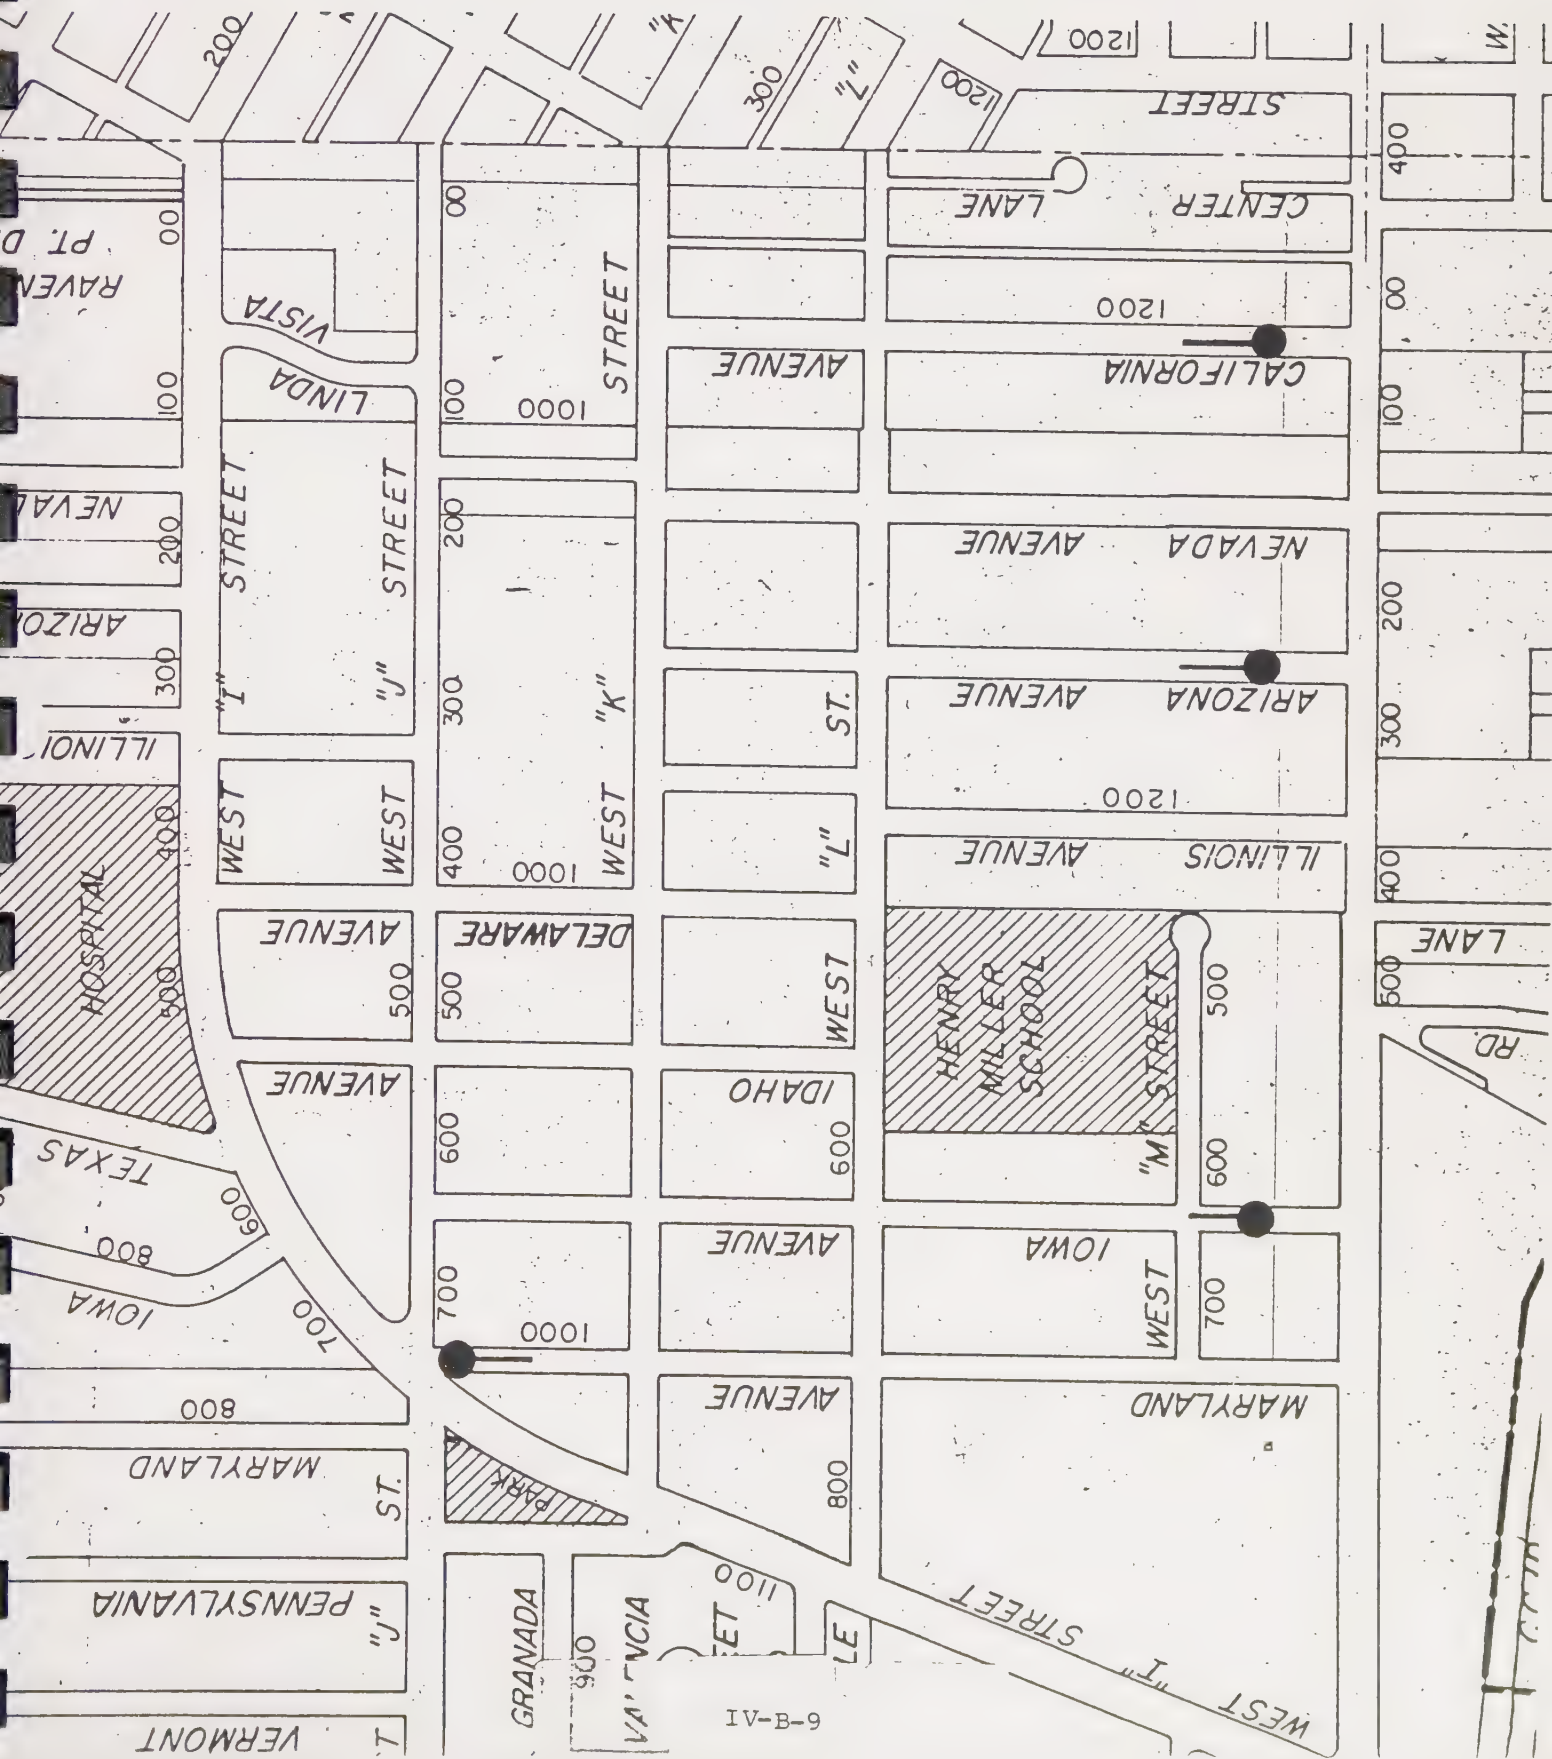 200
"K"
1200
W.
300
"L"
1200
STREET
400
00
00
LANE
CENTER
PT. D
RAVEN
VISTA
STREET
1200
00
AVENUE
CALIFORNIA
LINDA
100
100
1000
100
NEVAD
200
STREET
STREET
200
AVENUE
NEVADA
200
ARIZO
300
"I"
"J"
300
"K"
ST.
AVENUE
ARIZONA
300
ILLINOI
1200
400
WEST
WEST
400
1000
WEST
"L"
AVENUE
ILLINOIS
400
HOSPITAL
AVENUE
DELAWARE
LANE
500
500
500
WEST
HENRY
MILLER
SCHOOL
"M" STREET
500
500
RD.
AVENUE
IDAHO
TEXAS
600
600
600
600
800
IOWA
AVENUE
IOWA
WEST
700
700
1000
700
800
AVENUE
MARYLAND
MARYLAND
ST.
PARK
800
PENNSYLVANIA
"J"
GRANADA
900
VA
NCIA
EET
1100
LE
STREET
"I"
WEST
VERMONT
T
IV-B-9